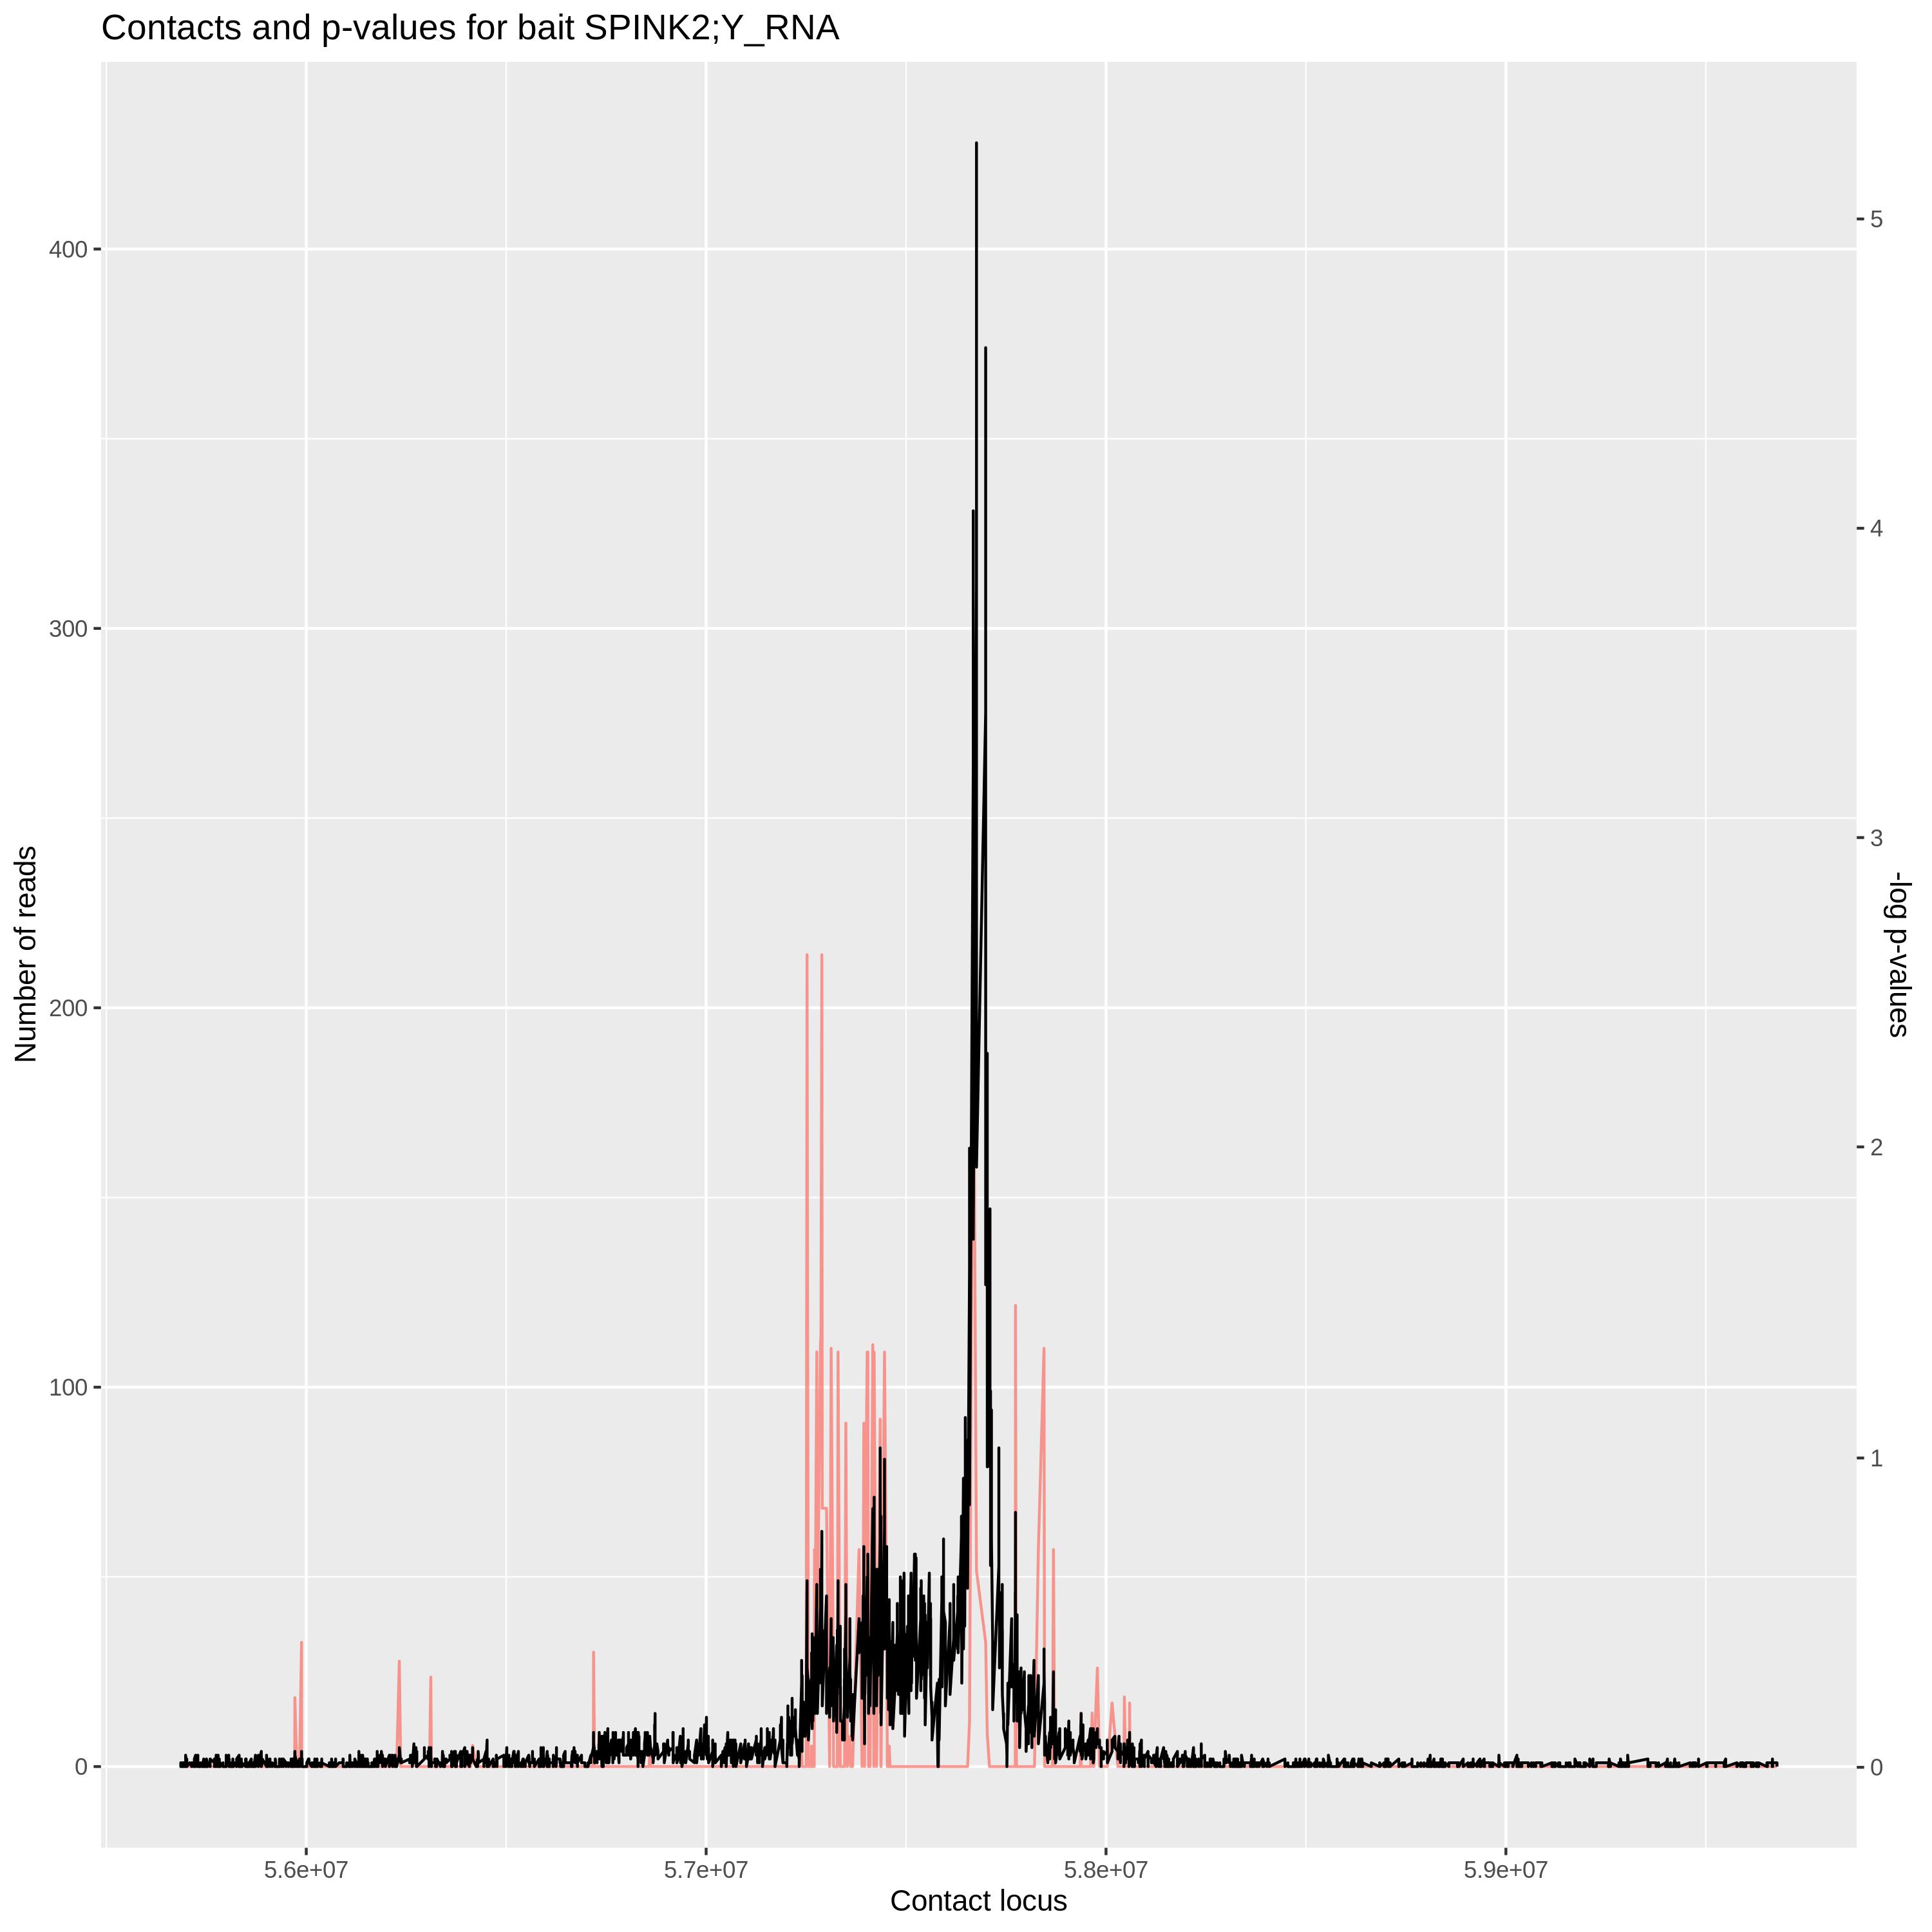 Contacts and p-values for bait SPINK2;Y_RNA
Number of reads
400
300
200
100
0
5
4
3
2
1
0
-log p-values
5.6e+07
5.7e+07
5.8e+07
5.9e+07
Contact locus